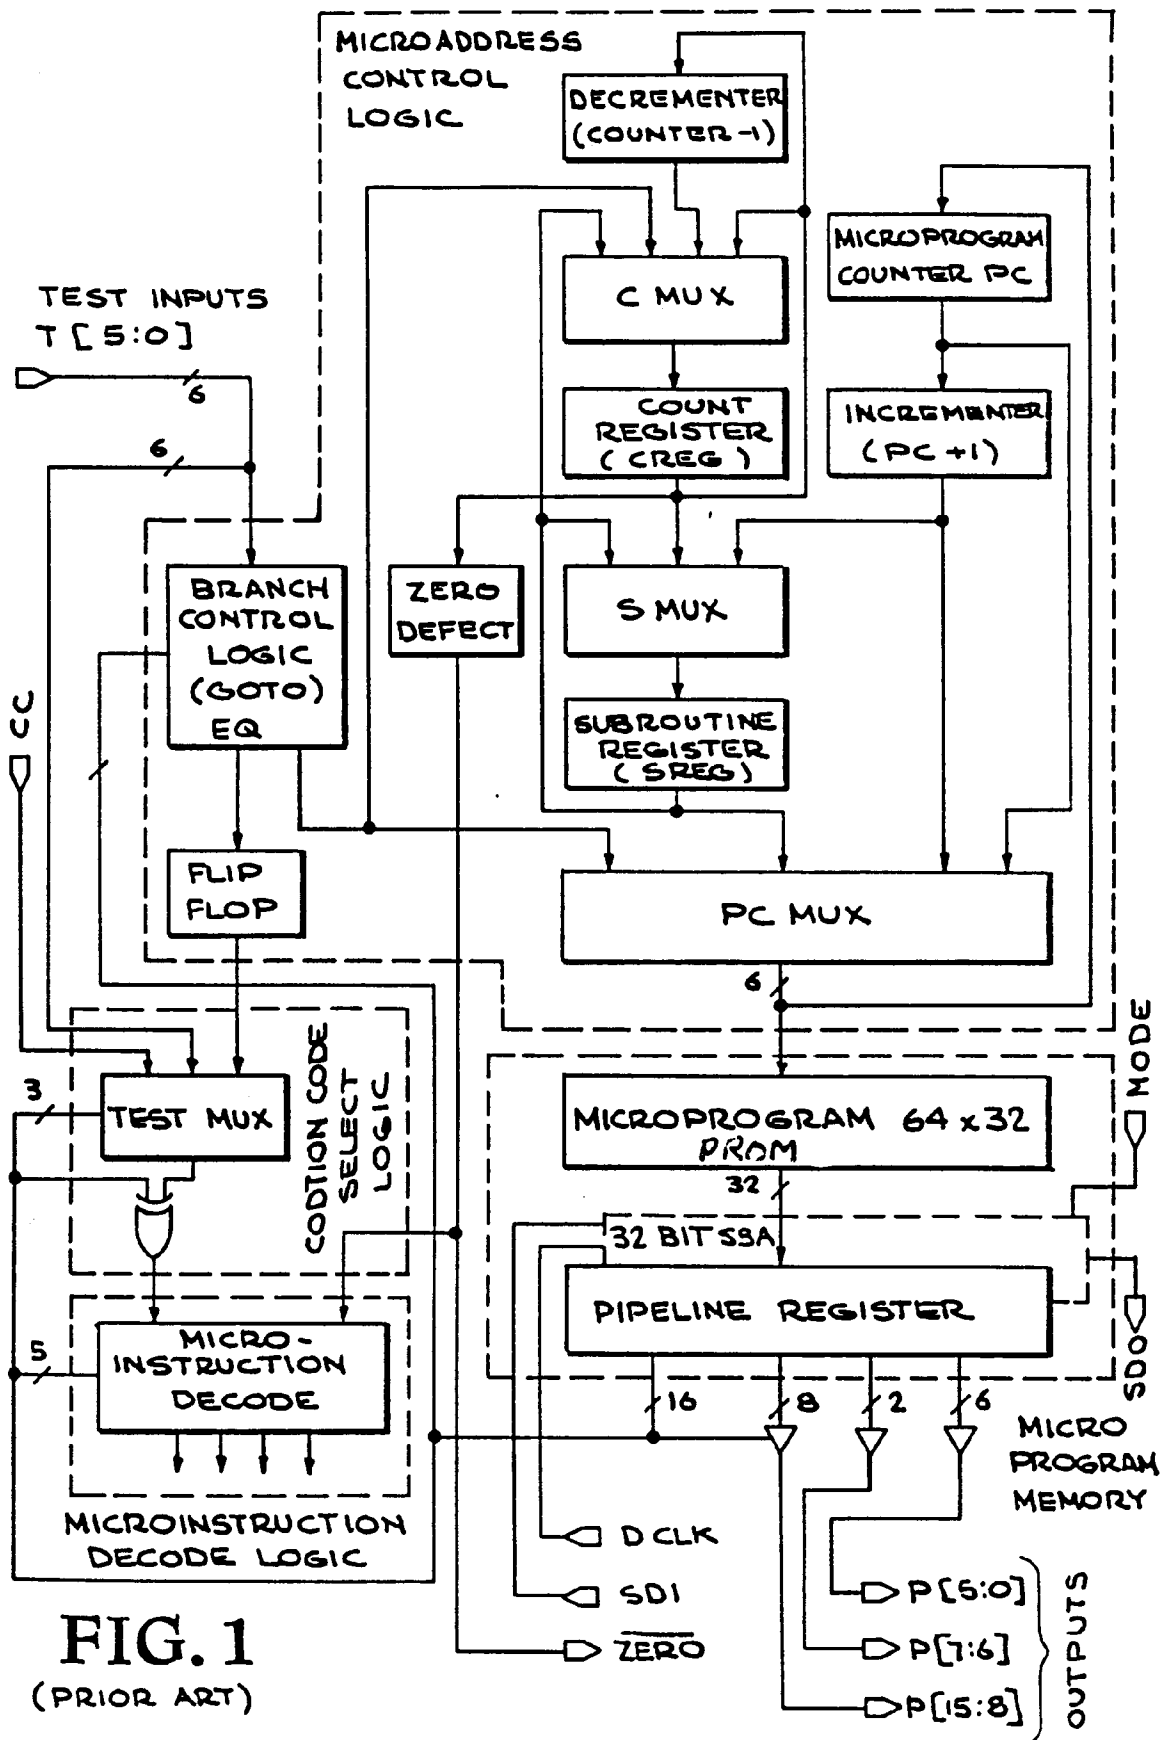 MICROADDRESS
CONTROL
LOGIC
DECREMENTER
(COUNTER-1)
MICROPROGRAM
COUNTER PC
C MUX
TEST INPUTS
T [5:0]
6
6
COUNT
REGISTER
(CREG)
INCREMENTER
(PC+1)
BRANCH
CONTROL
LOGIC
(GOTO)
EQ
ZERO
DEFECT
S MUX
CC
SUBROUTINE
REGISTER
(SREG)
FLIP
FLOP
PC MUX
6
MODE
3
TEST MUX
CODTION CODE
SELECT
LOGIC
MICROPROGRAM 64x32
PROM
32
32 BIT SSA
PIPELINE REGISTER
SDO
5
MICRO-
INSTRUCTION
DECODE
16
8
2
6
MICRO
PROGRAM
MEMORY
MICROINSTRUCTION
DECODE LOGIC
DCLK
SDI
ZERO
P[5:0]
P[7:6]
P[15:8]
OUTPUTS
FIG. 1
(PRIOR ART)